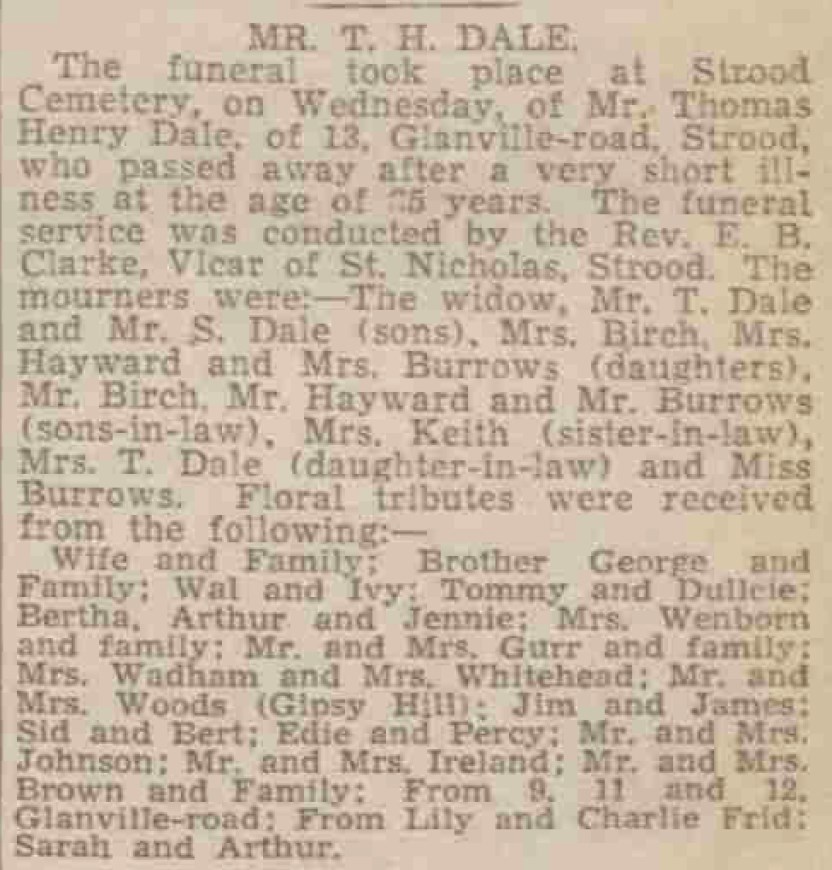 MR. T. H. DALE.
The funeral took place at Strood
Cemetery, on Wednesday, of Mr. Thomas
Henry Dale, of 13, Glanville-road, Strood,
who passed away after a very short ill-
ness at the age of years. The funeral
service was conducted by the Rev. E. B.
Clarke, Vicar of St. Nicholas, Strood. The
mourners were:—The widow, Mr. T. Dale
and Mr. S. Dale (sons), Mrs. Birch, Mrs.
Hayward and Mrs. Burrows (daughters),
Mr. Birch, Mr. Hayward and Mr. Burrows
(sons-in-law), Mrs. Keith (sister-in-law),
Mrs. T. Dale (daughter-in-law) and Miss
Burrows. Floral tributes were received
from the following:—
Wife and Family; Brother George and
Family; Wal and Ivy; Tommy and Dullcie;
Bertha, Arthur and Jennie; Mrs. Wenborn
and family; Mr. and Mrs. Gurr and family;
Mrs. Wadham and Mrs. Whitehead; Mr. and
Mrs. Woods (Gipsy Hill); Jim and James;
Sid and Bert; Edie and Percy; Mr. and Mrs.
Johnson; Mr. and Mrs. Ireland; Mr. and Mrs.
Brown and Family; From 9, 11 and 12,
Glanville-road; From Lily and Charlie Frid;
Sarah and Arthur.